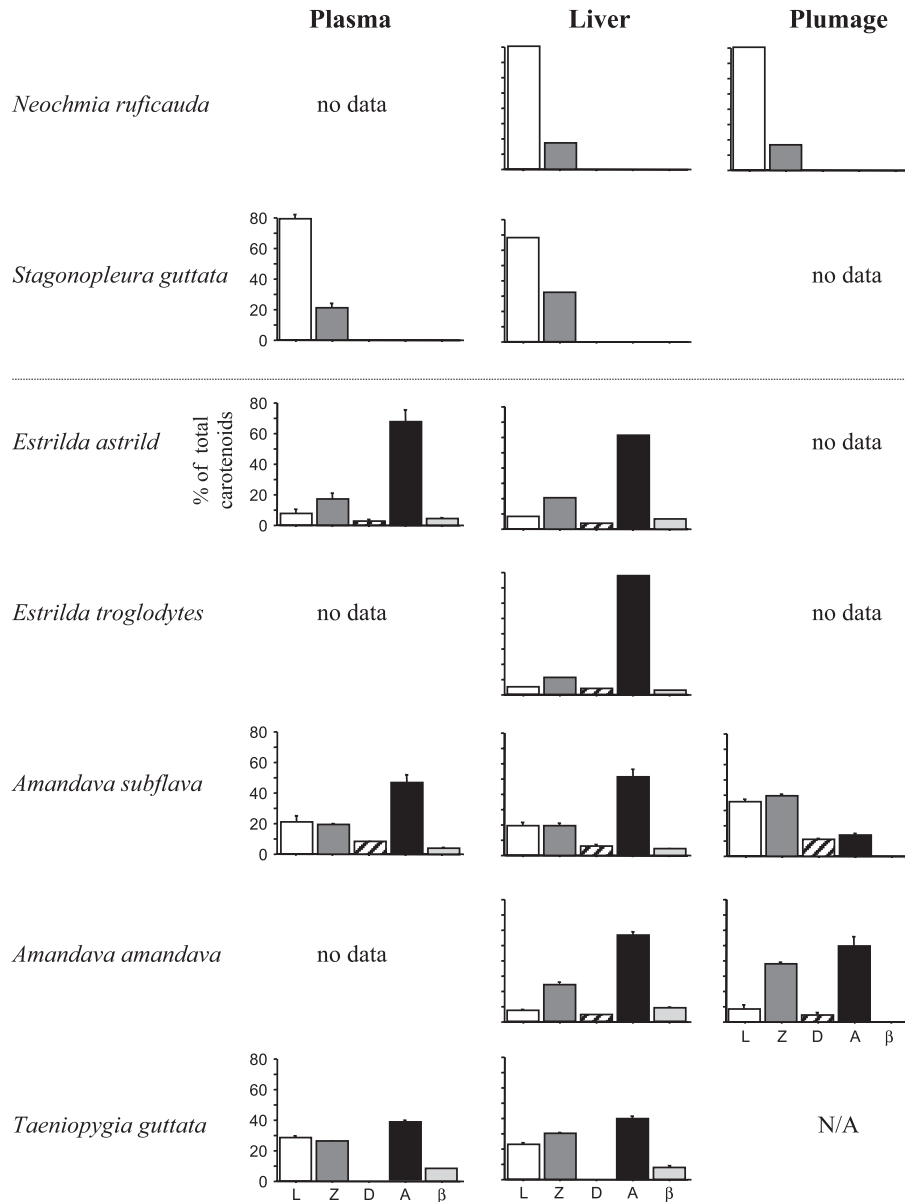 Plasma Liver Plumage
Neochmia ruficauda no data
80
60
40
20
0
Stagonopleura guttata no data
% of total
carotenoids
80
60
40
20
0
Estrilda astrild no data
Estrilda troglodytes no data no data
80
60
40
20
0
Amandava subflava
Amandava amandava no data
L Z D A β
80
60
40
20
0
Taeniopygia guttata N/A
L Z D A β L Z D A β